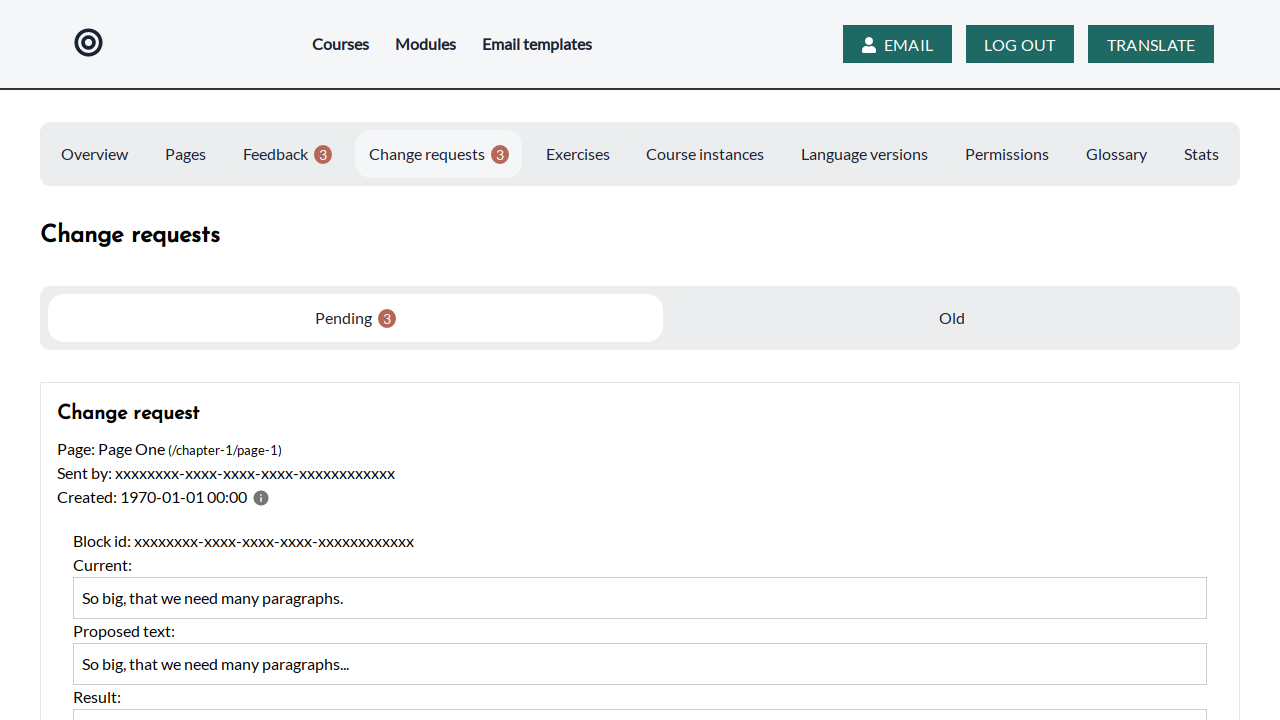 Courses Modules Email templates EMAIL LOG OUT TRANSLATE
Overview Pages Feedback 3 Change requests 3 Exercises Course instances Language versions Permissions Glossary Stats
Change requests
Pending 3 Old
Change request
Page: Page One (/chapter-1/page-1)
Sent by: xxxxxxxx-xxxx-xxxx-xxxx-xxxxxxxxxxxx
Created: 1970-01-01 00:00
Block id: xxxxxxxx-xxxx-xxxx-xxxx-xxxxxxxxxxxx
Current:
So big, that we need many paragraphs.
Proposed text:
So big, that we need many paragraphs...
Result: